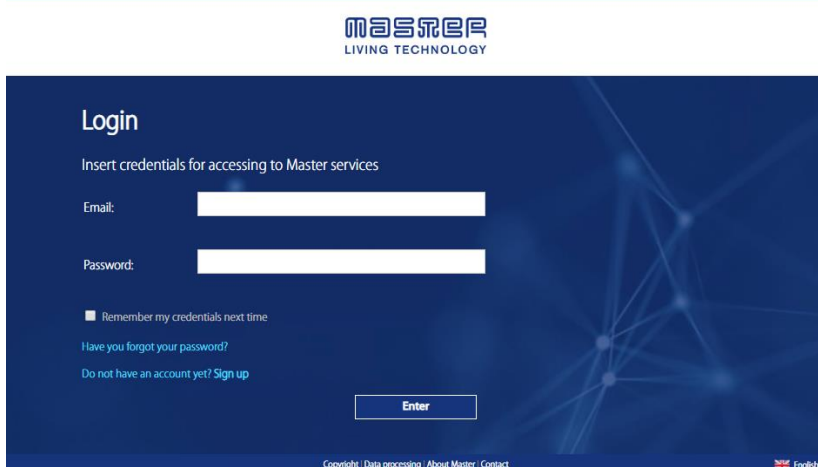 MASTER
LIVING TECHNOLOGY
Login
Insert credentials for accessing to Master services
Email:
Password:
Remember my credentials next time
Have you forgot your password?
Do not have an account yet? Sign up
Enter
Copyright | Data processing | About Master | Contact
English